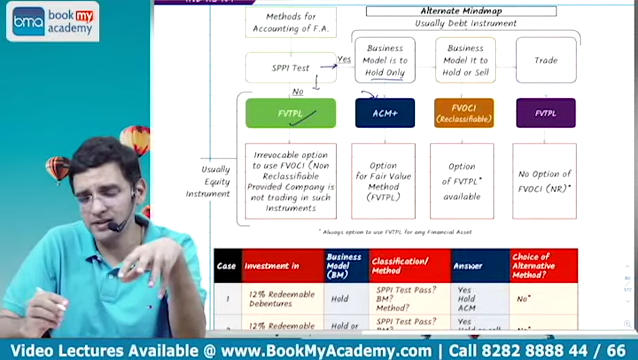 bma book my academy
Methods for
Accounting of F.A.
Alternate Mindmap
Usually Debt Instrument
SPPI Test
Yes
Business
Model is to
Hold Only
Business
Model It to
Hold or Sell
Trade
No
FVTPL
ACM+
FVOCI
(Reclassifiable)
FVTPL
Usually
Equity
Instrument
Irrevocable option
to use FVOCI (Non
Reclassifiable
Provided Company is
not trading in such
Instruments
Option
for Fair Value
Method
(FVTPL)
Option
of FVTPL*
available
No Option of
FVOCI (NR)*
* Always option to use FVTPL for any Financial Asset
Case
Investment in
Business
Model
(BM)
Classification/
Method
Answer
Choice of
Alternative
Method?
1
12% Redeemable
Debentures
Hold
SPPI Test Pass?
BM?
Method?
Yes
Hold
ACM
No*
12% Redeemable
Hold or
SPPI Test Pass?
BM?
Yes
Video Lectures Available @ www.BookMyAcademy.com | Call 8282 8888 44 / 66